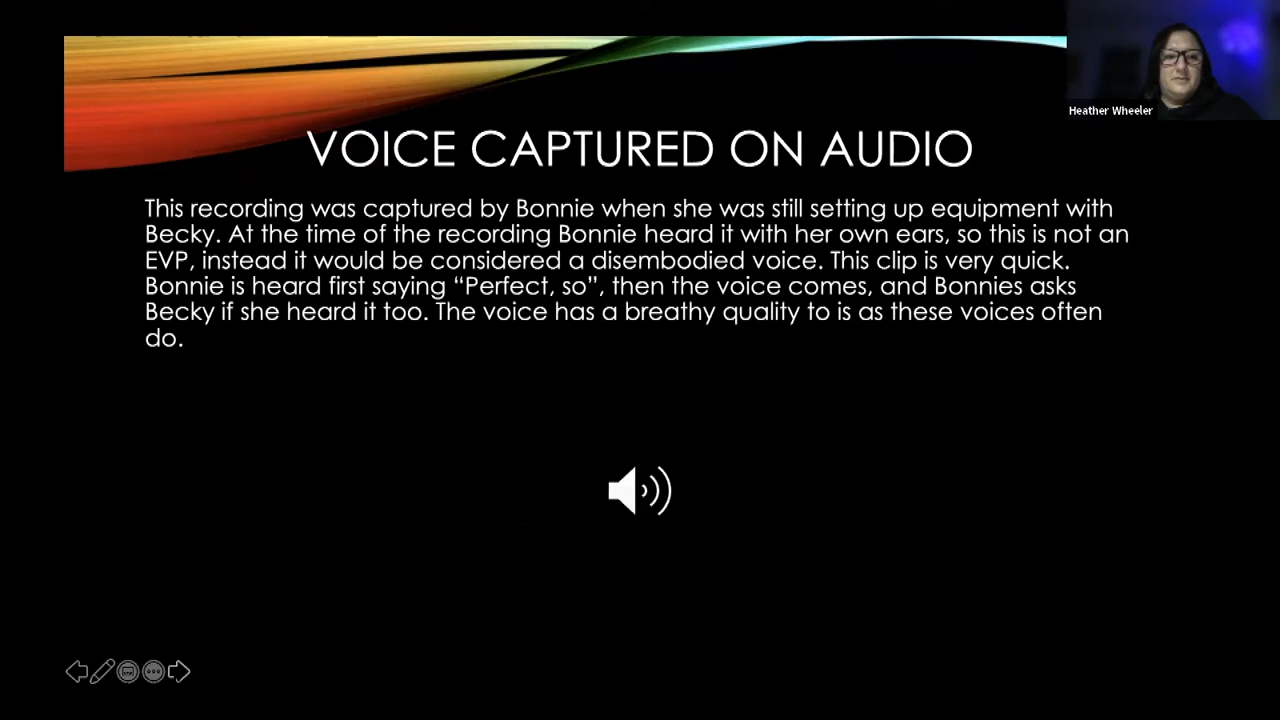 Heather Wheeler
VOICE CAPTURED ON AUDIO
This recording was captured by Bonnie when she was still setting up equipment with
Becky. At the time of the recording Bonnie heard it with her own ears, so this is not an
EVP, instead it would be considered a disembodied voice. This clip is very quick.
Bonnie is heard first saying “Perfect, so”, then the voice comes, and Bonnies asks
Becky if she heard it too. The voice has a breathy quality to is as these voices often
do.